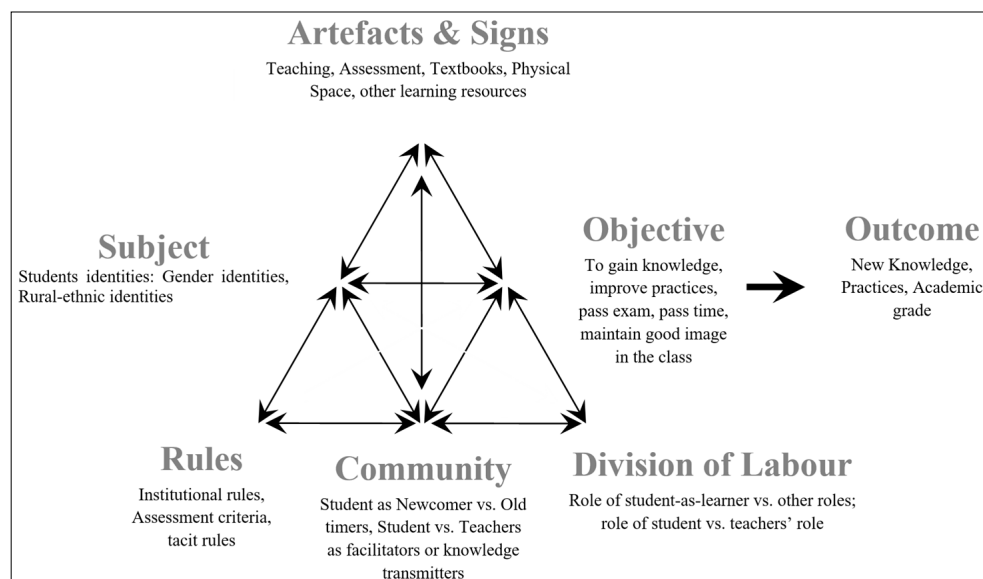 Artefacts & Signs
Teaching, Assessment, Textbooks, Physical
Space, other learning resources
Subject
Students identities: Gender identities,
Rural-ethnic identities
Objective
To gain knowledge,
improve practices,
pass exam, pass time,
maintain good image
in the class
Outcome
New Knowledge,
Practices, Academic
grade
Rules
Institutional rules,
Assessment criteria,
tacit rules
Community
Student as Newcomer vs. Old
timers, Student vs. Teachers
as facilitators or knowledge
transmitters
Division of Labour
Role of student-as-learner vs. other roles;
role of student vs. teachers’ role